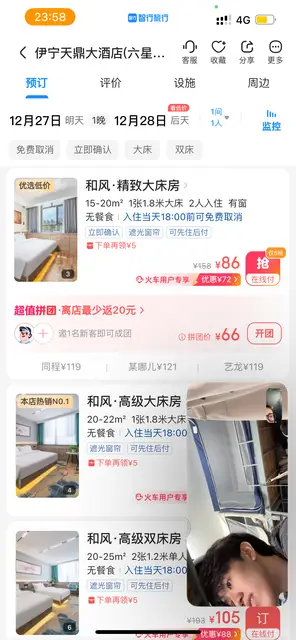 23:58
智行旅行
4G
62
伊宁天鼎大酒店(六星...
客服
收藏
分享
更多
预订
评价
设施
周边
12月27日 明天 1晚 12月28日 后天
看低价
1间
1人
监控
免费取消
立即确认
大床
双床
优选低价
3
和风·精致大床房
15-20m² 1张1.8米大床 2人入住 有窗
无餐食 入住当天18:00前可免费取消
立即确认 遮光窗帘 可先住后付
下单再领¥5
¥158 ¥86
火车用户专享 优惠¥72
抢
在线付
超值拼团·离店最少返20元
邀1名新客即可成团
拼团价 ¥66
开团
同程¥119
某哪儿¥121
艺龙¥119
本店热销NO.1
4
和风·高级大床房
20-22m² 1张1.8米大床
无餐食 入住当天18:00
遮光窗帘 可先住后付
下单再领¥5
火车用户专享
6
和风·高级双床房
20-25m² 2张1.2米单人
无餐食 入住当天18:00
遮光窗帘 可先住后付
下单再领¥5
¥193 ¥105
火车用户专享 优惠¥88
订
在线付